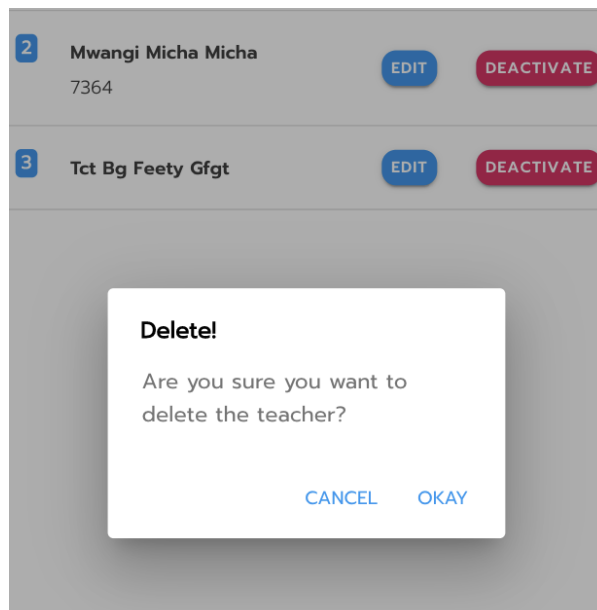 2 Mwangi Micha Micha EDIT DEACTIVATE
7364
3 Tct Bg Feety Gfgt EDIT DEACTIVATE
Delete!
Are you sure you want to
delete the teacher?
CANCEL OKAY